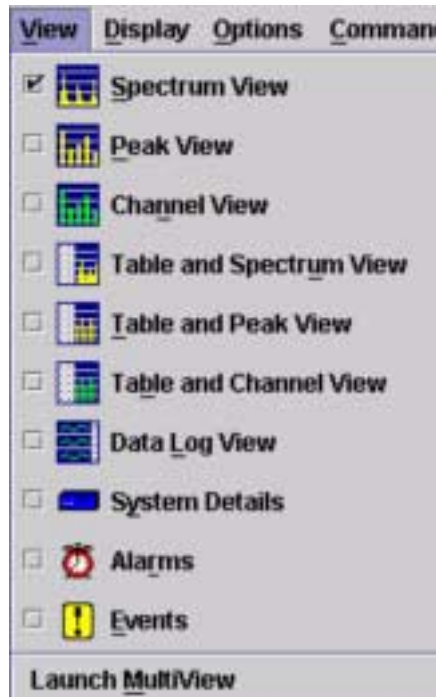 View Display Options Comman
Spectrum View
Peak View
Channel View
Table and Spectrum View
Table and Peak View
Table and Channel View
Data Log View
System Details
Alarms
Events
Launch MultiView